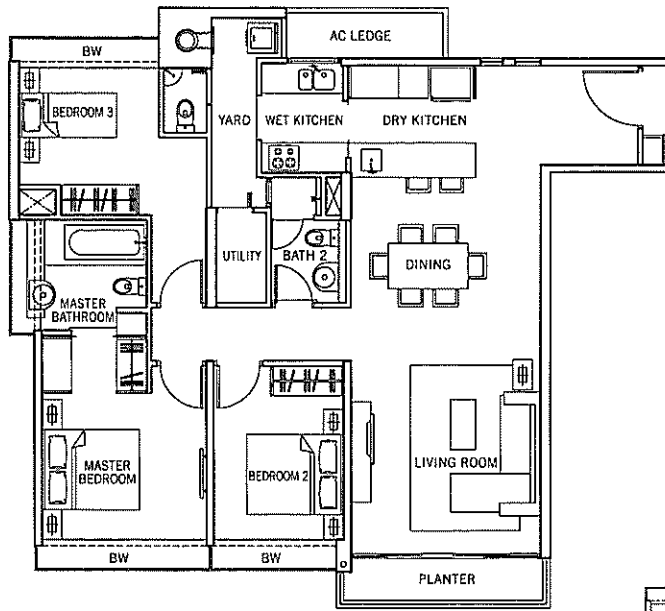 BW
AC LEDGE
BEDROOM 3
YARD
WET KITCHEN
DRY KITCHEN
UTILITY
BATH 2
DINING
MASTER
BATHROOM
MASTER
BEDROOM
BEDROOM 2
LIVING ROOM
BW
BW
PLANTER